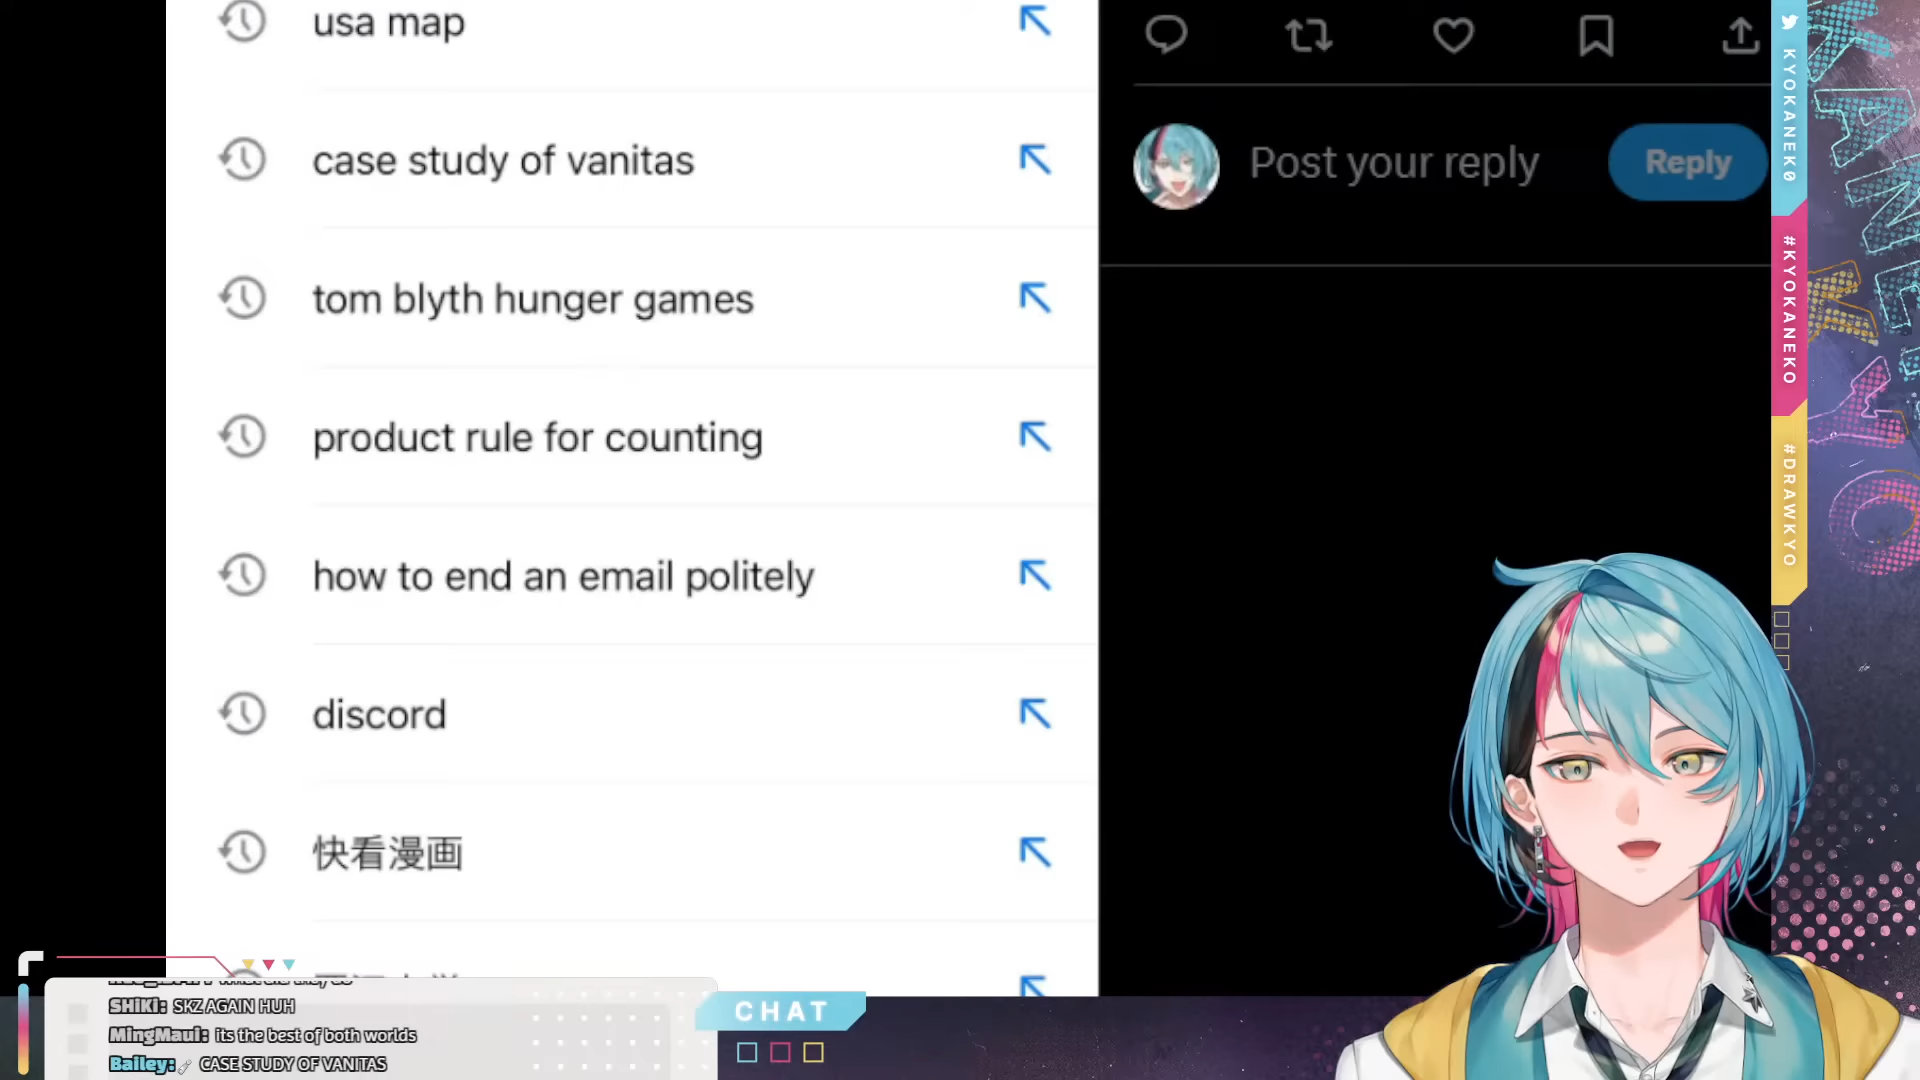 usa map
case study of vanitas
tom blyth hunger games
product rule for counting
how to end an email politely
discord
快看漫画
Post your reply
Reply
KYOKANEK0
#KYOKANEKO
#DRAWKYO
SHiKi: SKZ AGAIN HUH
MingMaui: its the best of both worlds
Bailey: CASE STUDY OF VANITAS
CHAT